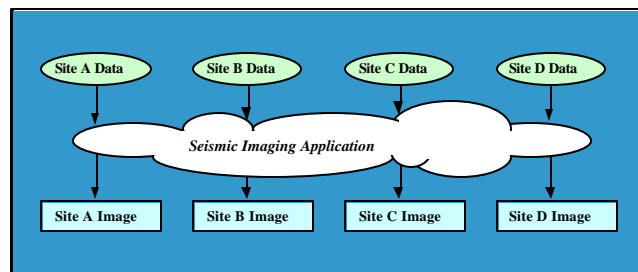 Site A Data
Site B Data
Site C Data
Site D Data
Seismic Imaging Application
Site A Image
Site B Image
Site C Image
Site D Image